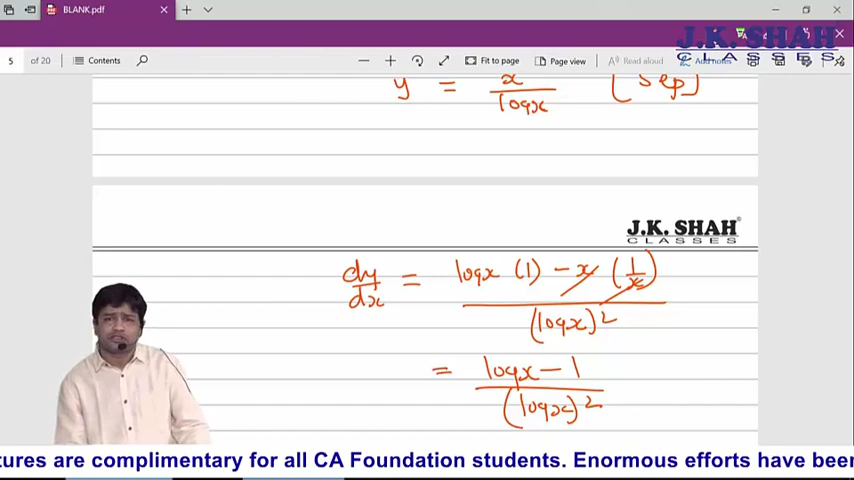 BLANK.pdf
J.K. SHAH
CLASSES
5 of 20 Contents Fit to page Page view Read aloud Add notes
y = x / logx (Sep)
J.K. SHAH
CLASSES
dy/dx = logx (1) - x (1/x) / (logx)²
= logx - 1 / (logx)²
tures are complimentary for all CA Foundation students. Enormous efforts have been